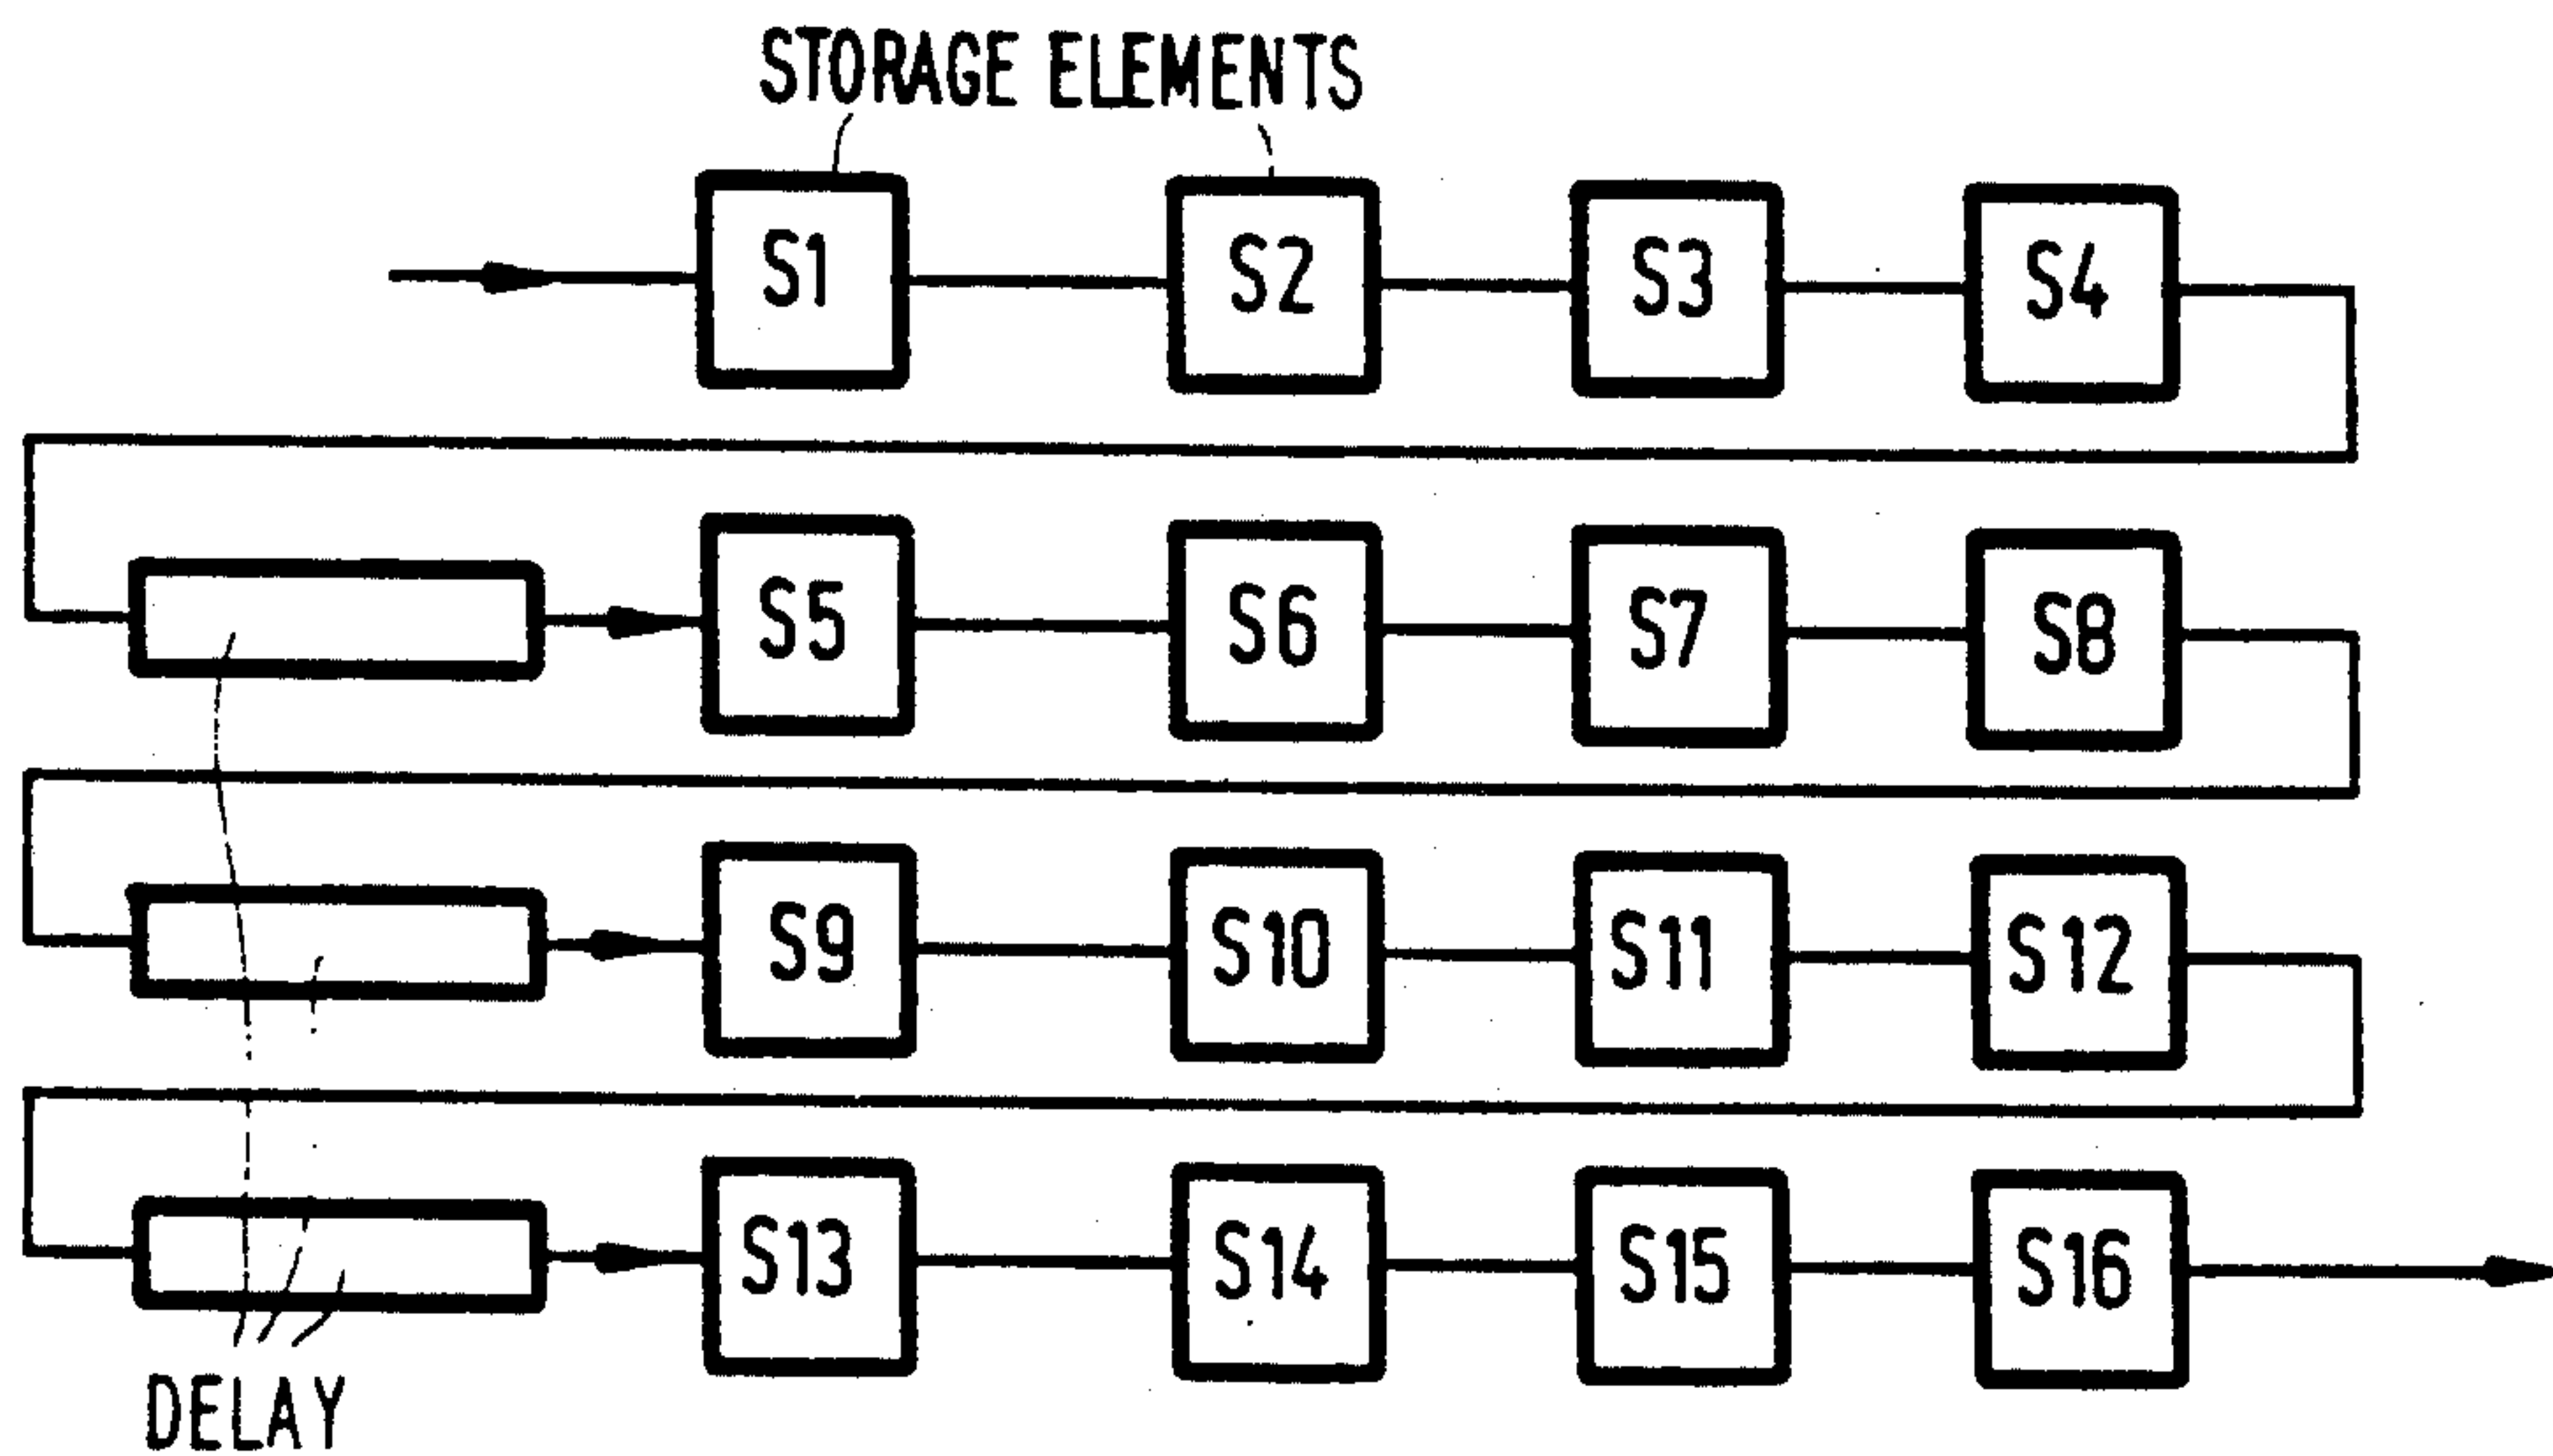 STORAGE ELEMENTS
S1 S2 S3 S4
S5 S6 S7 S8
S9 S10 S11 S12
S13 S14 S15 S16
DELAY